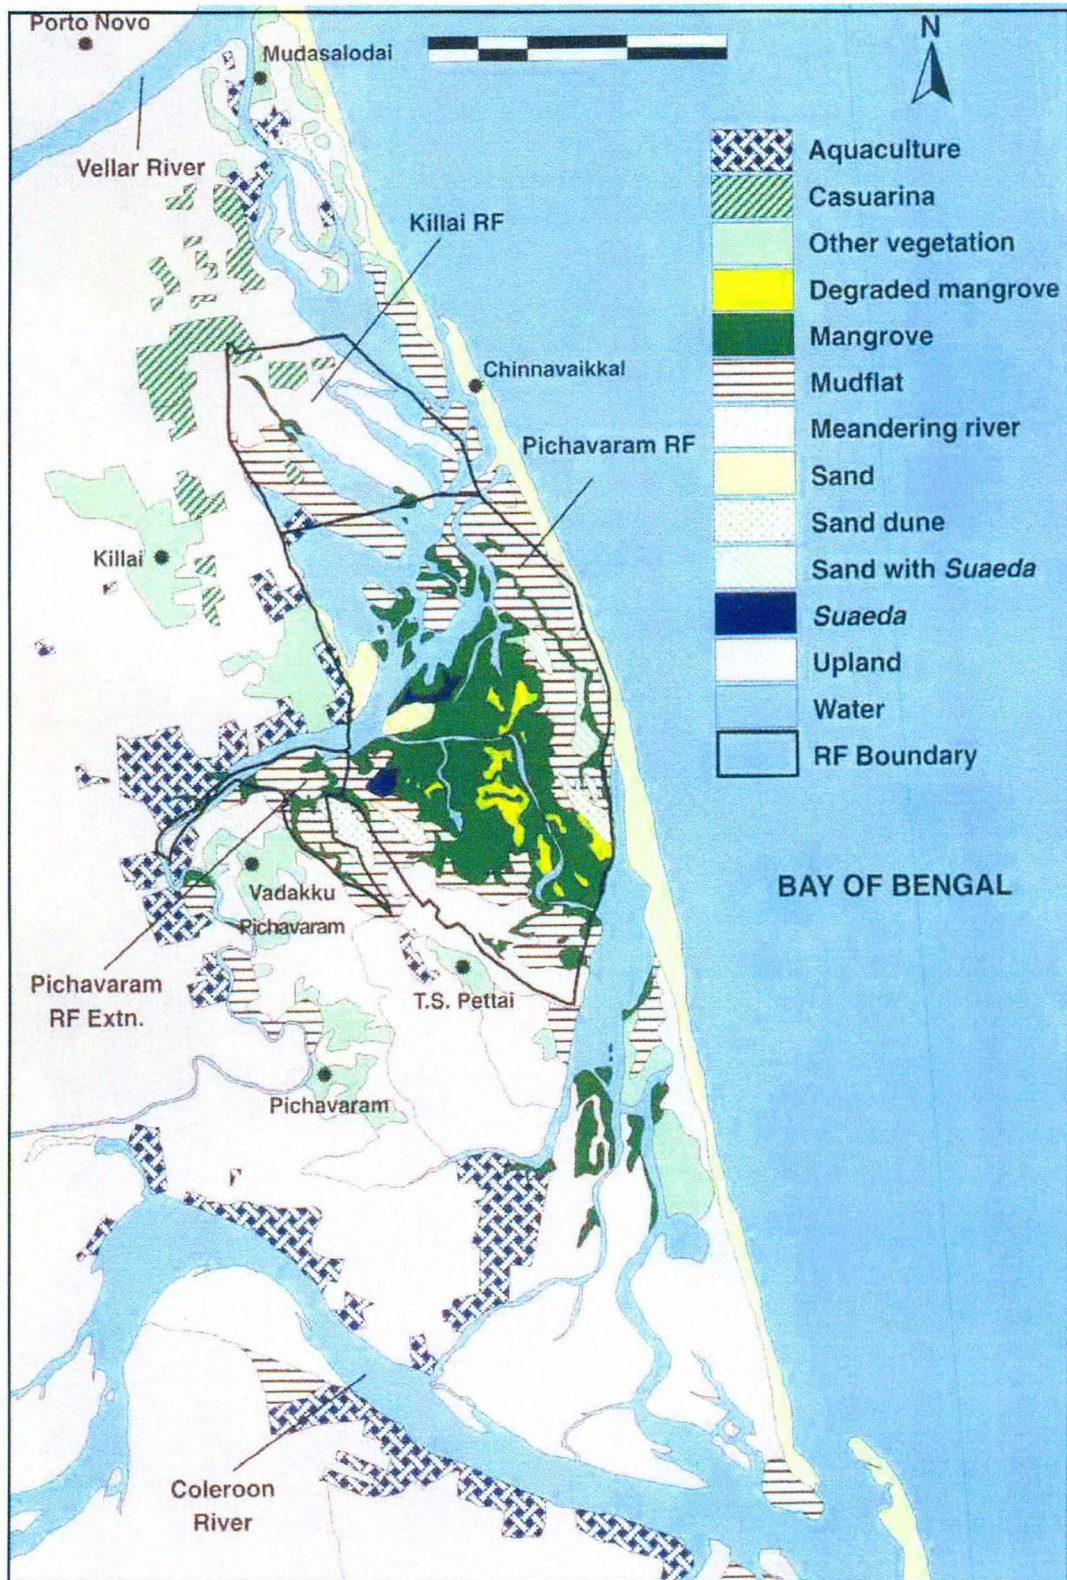 Porto Novo
Mudasalodai
N
Vellar River
Killai RF
Chinnavaikkal
Pichavaram RF
Killai
Vadakku
Pichavaram
Pichavaram
RF Extn.
T.S. Pettai
Pichavaram
Coleroon
River
BAY OF BENGAL
Aquaculture
Casuarina
Other vegetation
Degraded mangrove
Mangrove
Mudflat
Meandering river
Sand
Sand dune
Sand with Suaeda
Suaeda
Upland
Water
RF Boundary